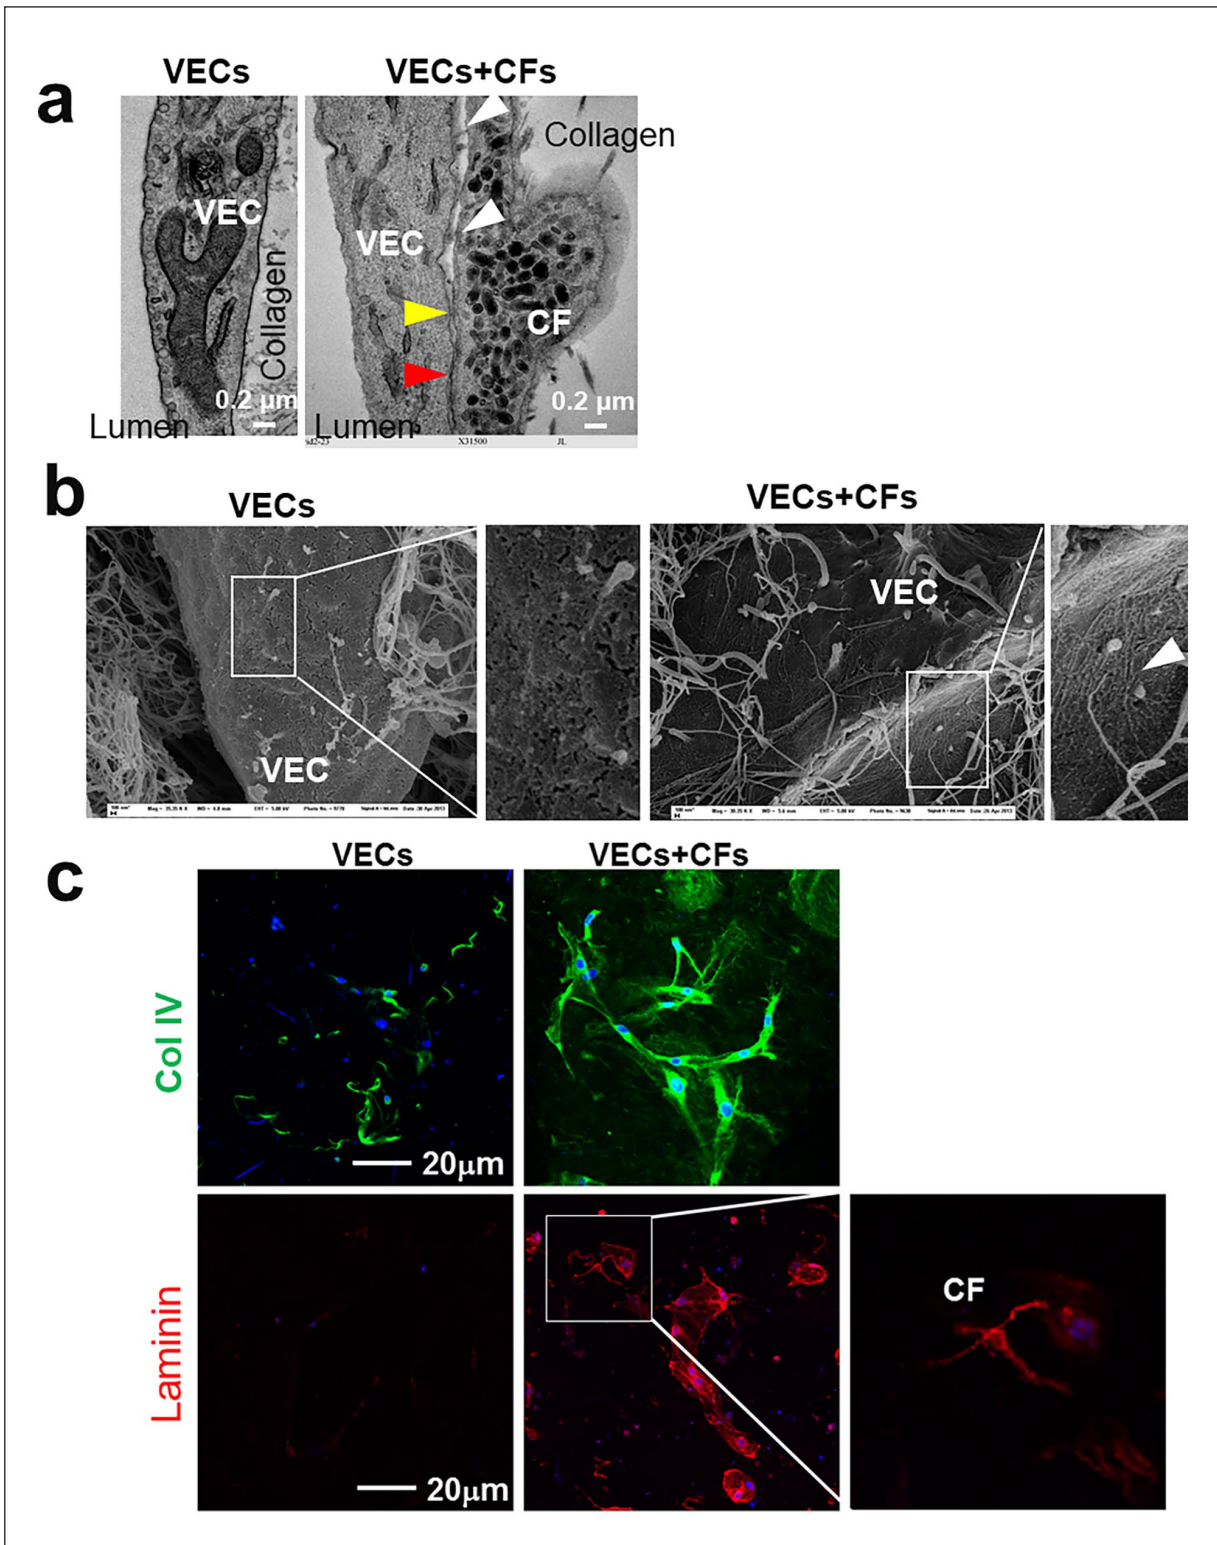 a
VECs
VECs+CFs
Collagen
VEC
VEC
Collagen
CF
0.2 µm
0.2 µm
Lumen
Lumen
X31500
JL
b
VECs
VECs+CFs
VEC
VEC
c
VECs
VECs+CFs
Col IV
20µm
Laminin
CF
20µm